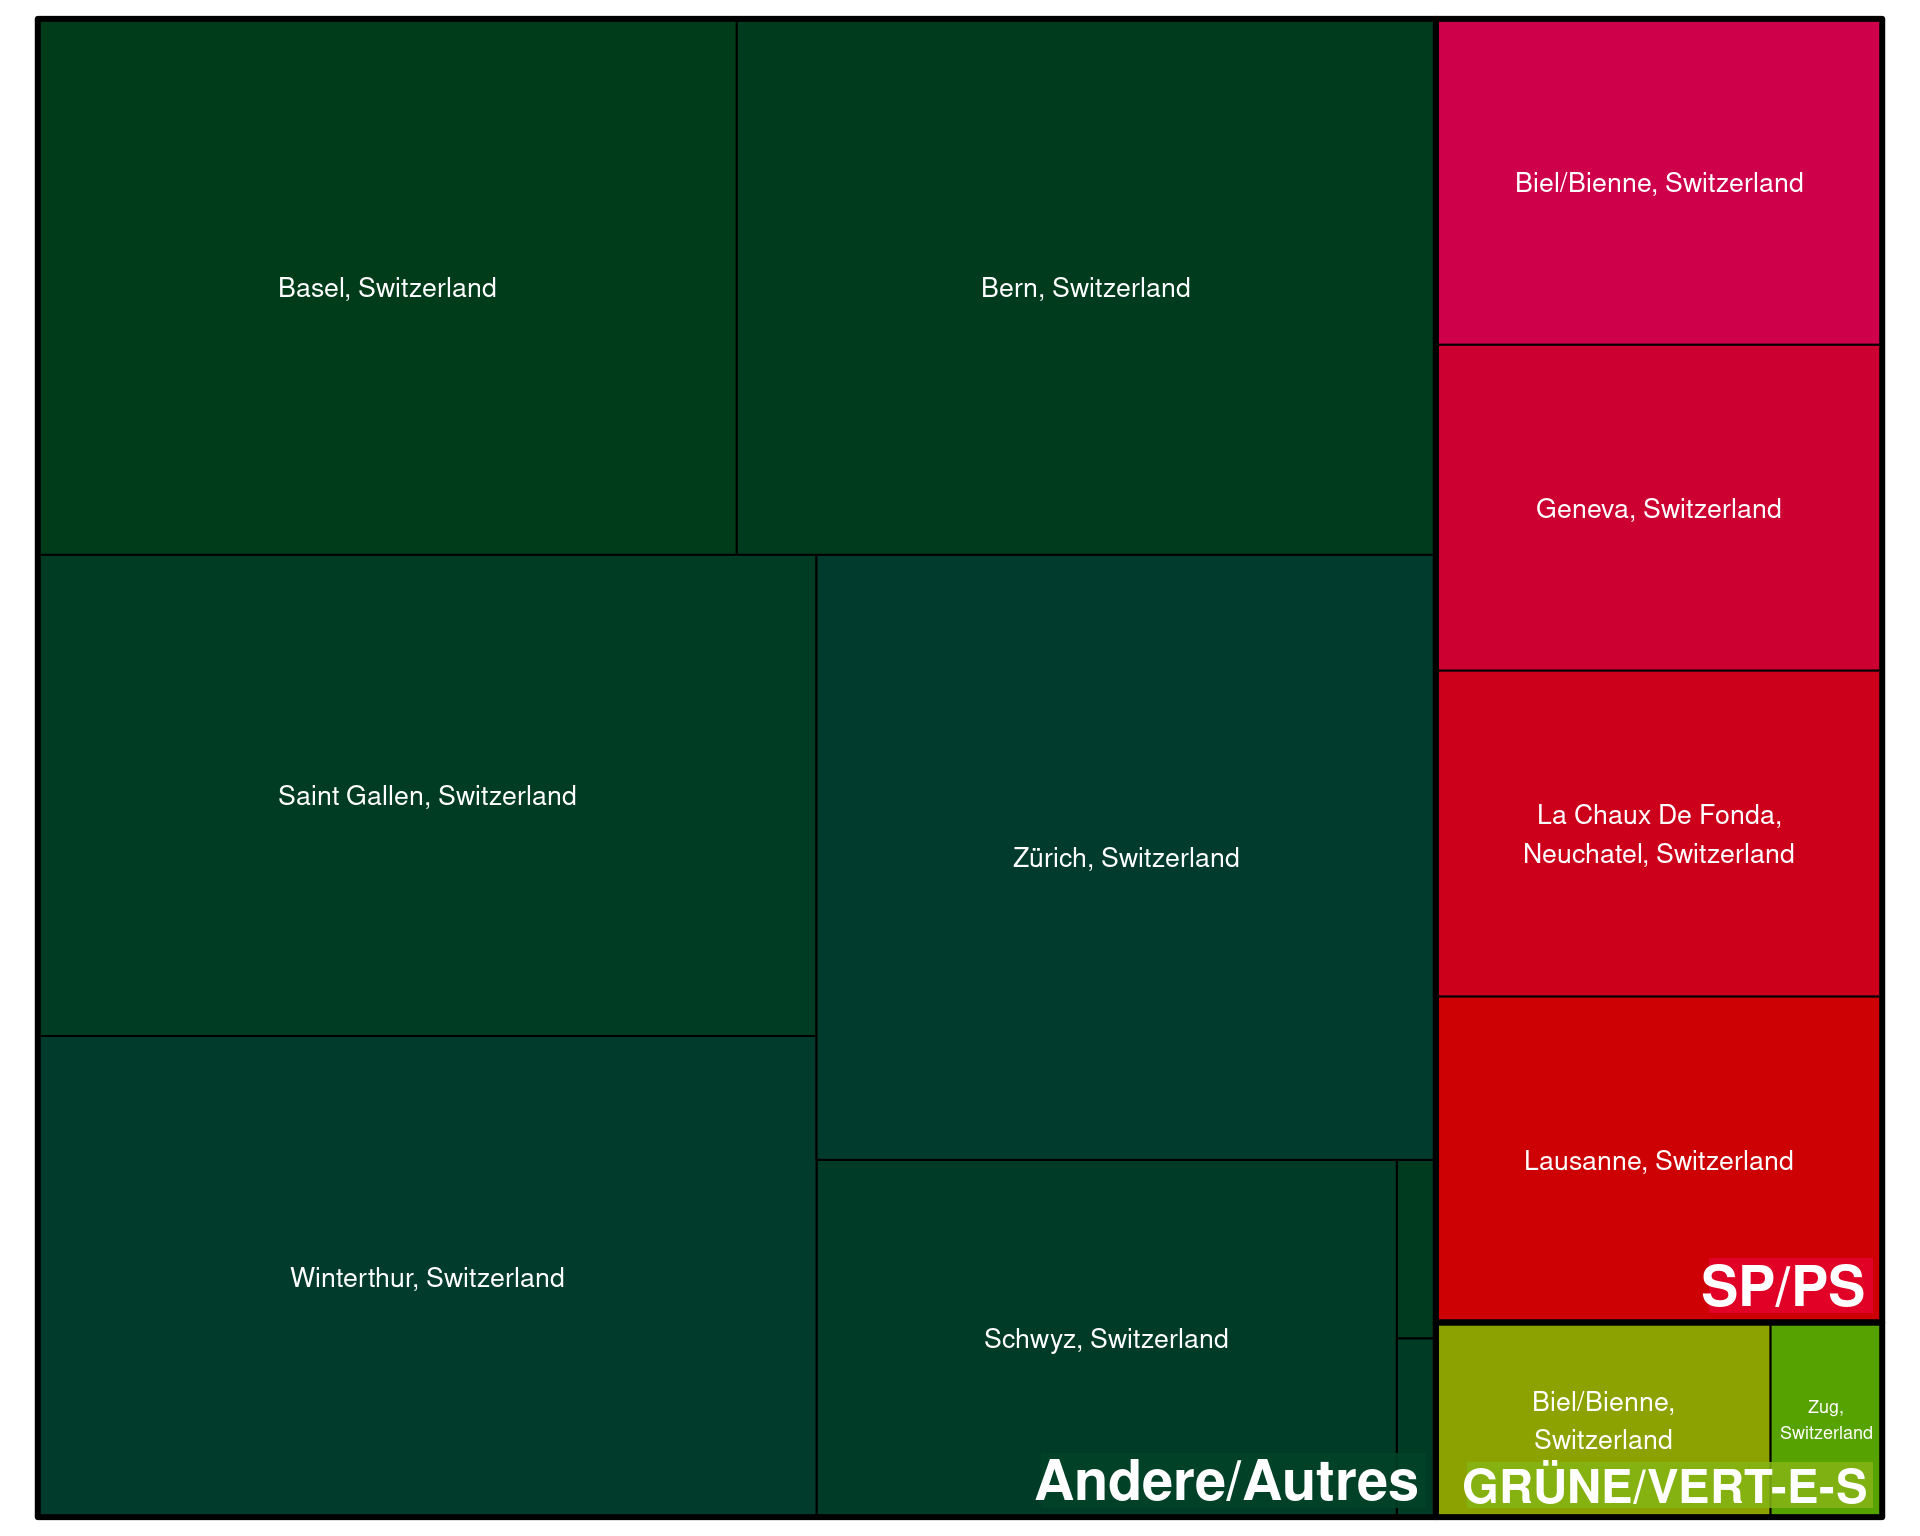 Basel, Switzerland
Bern, Switzerland
Saint Gallen, Switzerland
Zürich, Switzerland
Winterthur, Switzerland
Schwyz, Switzerland
Andere/Autres
Biel/Bienne, Switzerland
Geneva, Switzerland
La Chaux De Fonda,
Neuchatel, Switzerland
Lausanne, Switzerland
SP/PS
Biel/Bienne,
Switzerland
Zug,
Switzerland
GRÜNE/VERT-E-S